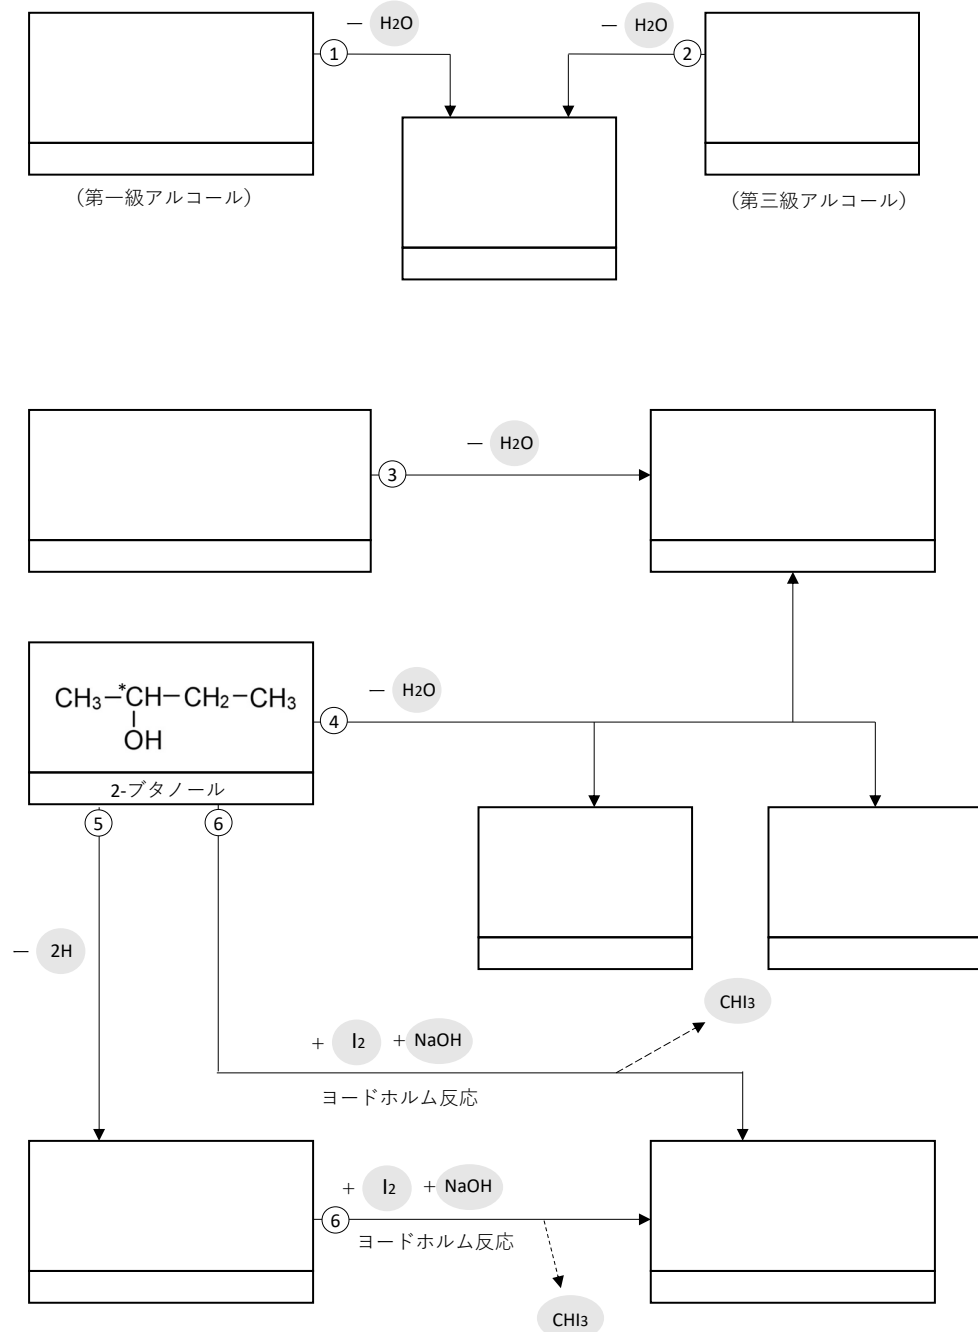 — H2O
— H2O
①
②
(第一級アルコール)
(第三級アルコール)
— H2O
③
CH3−*CH−CH2−CH3
OH
2-ブタノール
— H2O
④
⑤
⑥
— 2H
CHI3
+ I2 +NaOH
ヨードホルム反応
+ I2 +NaOH
⑥
ヨードホルム反応
CHI3